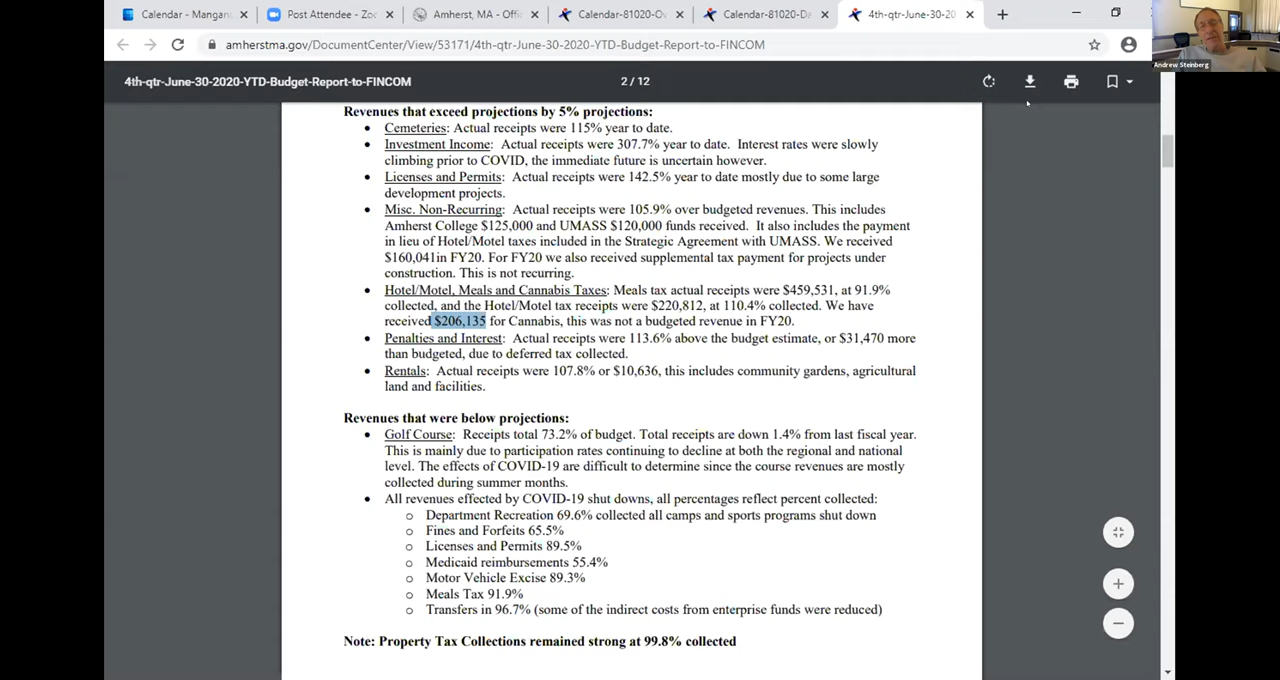 Calendar - Mangan
Post Attendee - Zoo
Amherst, MA - Offi
Calendar-81020-Ov
Calendar-81020-Da
4th-qtr-June-30-20
amherstma.gov/DocumentCenter/View/53171/4th-qtr-June-30-2020-YTD-Budget-Report-to-FINCOM
Andrew Steinberg
4th-qtr-June-30-2020-YTD-Budget-Report-to-FINCOM
2 / 12
Revenues that exceed projections by 5% projections:
• Cemeteries: Actual receipts were 115% year to date.
• Investment Income: Actual receipts were 307.7% year to date. Interest rates were slowly
climbing prior to COVID, the immediate future is uncertain however.
• Licenses and Permits: Actual receipts were 142.5% year to date mostly due to some large
development projects.
• Misc. Non-Recurring: Actual receipts were 105.9% over budgeted revenues. This includes
Amherst College $125,000 and UMASS $120,000 funds received. It also includes the payment
in lieu of Hotel/Motel taxes included in the Strategic Agreement with UMASS. We received
$160,041in FY20. For FY20 we also received supplemental tax payment for projects under
construction. This is not recurring.
• Hotel/Motel, Meals and Cannabis Taxes: Meals tax actual receipts were $459,531, at 91.9%
collected, and the Hotel/Motel tax receipts were $220,812, at 110.4% collected. We have
received $206,135 for Cannabis, this was not a budgeted revenue in FY20.
• Penalties and Interest: Actual receipts were 113.6% above the budget estimate, or $31,470 more
than budgeted, due to deferred tax collected.
• Rentals: Actual receipts were 107.8% or $10,636, this includes community gardens, agricultural
land and facilities.
Revenues that were below projections:
• Golf Course: Receipts total 73.2% of budget. Total receipts are down 1.4% from last fiscal year.
This is mainly due to participation rates continuing to decline at both the regional and national
level. The effects of COVID-19 are difficult to determine since the course revenues are mostly
collected during summer months.
• All revenues effected by COVID-19 shut downs, all percentages reflect percent collected:
o Department Recreation 69.6% collected all camps and sports programs shut down
o Fines and Forfeits 65.5%
o Licenses and Permits 89.5%
o Medicaid reimbursements 55.4%
o Motor Vehicle Excise 89.3%
o Meals Tax 91.9%
o Transfers in 96.7% (some of the indirect costs from enterprise funds were reduced)
Note: Property Tax Collections remained strong at 99.8% collected